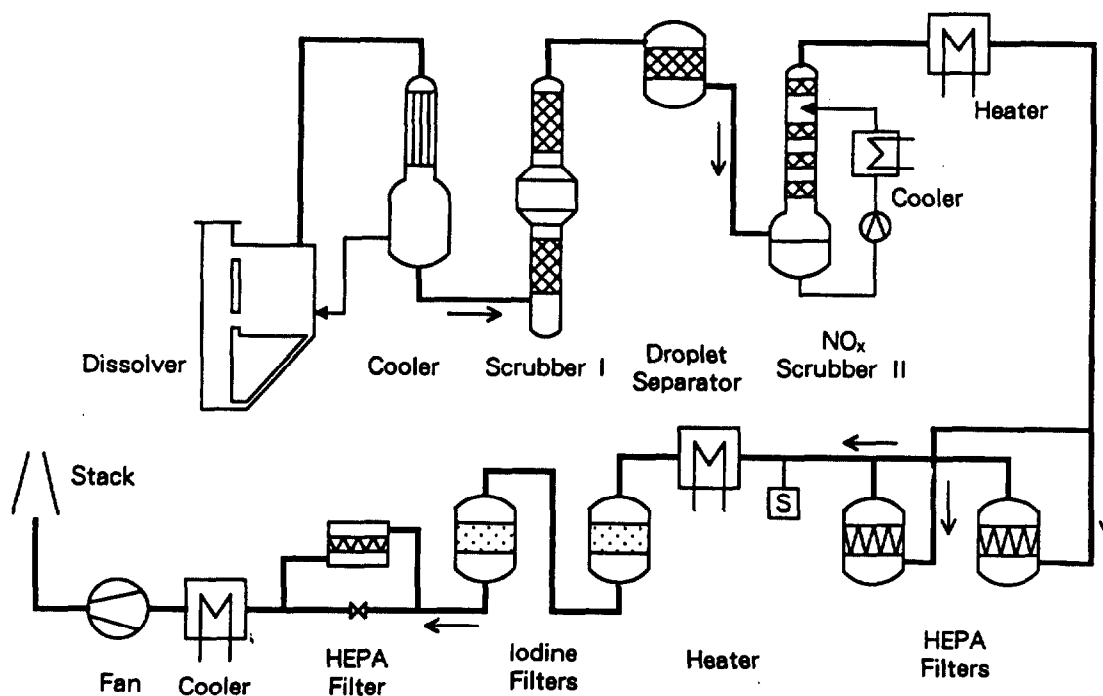 Heater
Cooler
Dissolver
Cooler
Scrubber I
Droplet
Separator
NOx
Scrubber II
Stack
S
Fan
Cooler
HEPA
Filter
Iodine
Filters
Heater
HEPA
Filters